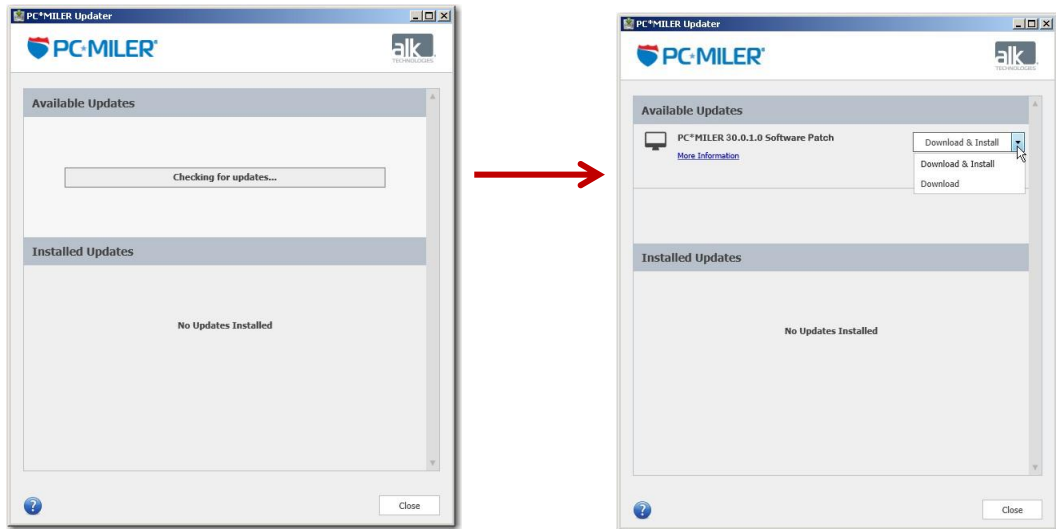 PC*MILER Updater
PC•MILER®
alk
TECHNOLOGIES
Available Updates
Checking for updates...
Installed Updates
No Updates Installed
?
Close
PC*MILER Updater
PC•MILER®
alk
TECHNOLOGIES
Available Updates
PC*MILER 30.0.1.0 Software Patch
Download & Install
More Information
Download & Install
Download
Installed Updates
No Updates Installed
?
Close